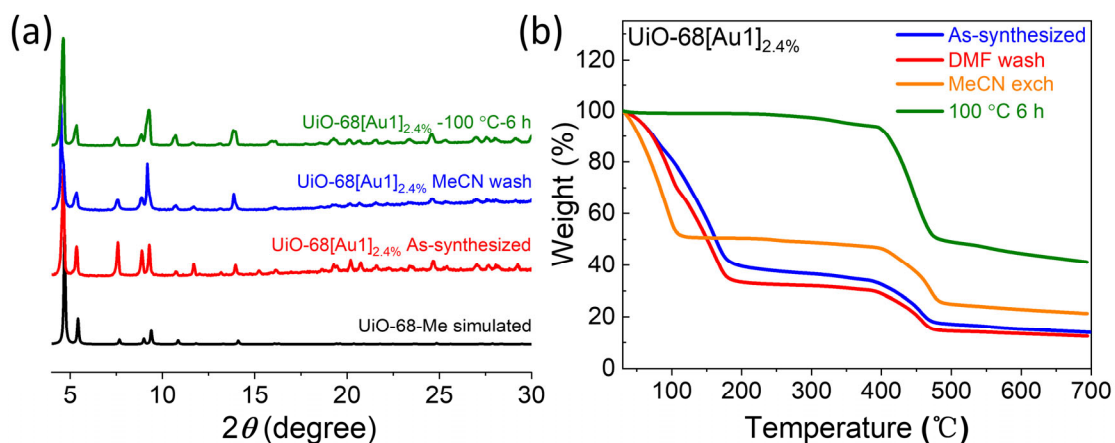 (a)
UiO-68[Au1]2.4% -100 °C-6 h
UiO-68[Au1]2.4% MeCN wash
UiO-68[Au1]2.4% As-synthesized
UiO-68-Me simulated
5 10 15 20 25 30
2θ (degree)
(b)
UiO-68[Au1]2.4%
As-synthesized
DMF wash
MeCN exch
100 °C 6 h
120
100
80
60
40
20
0
Weight (%)
100 200 300 400 500 600 700
Temperature (℃)